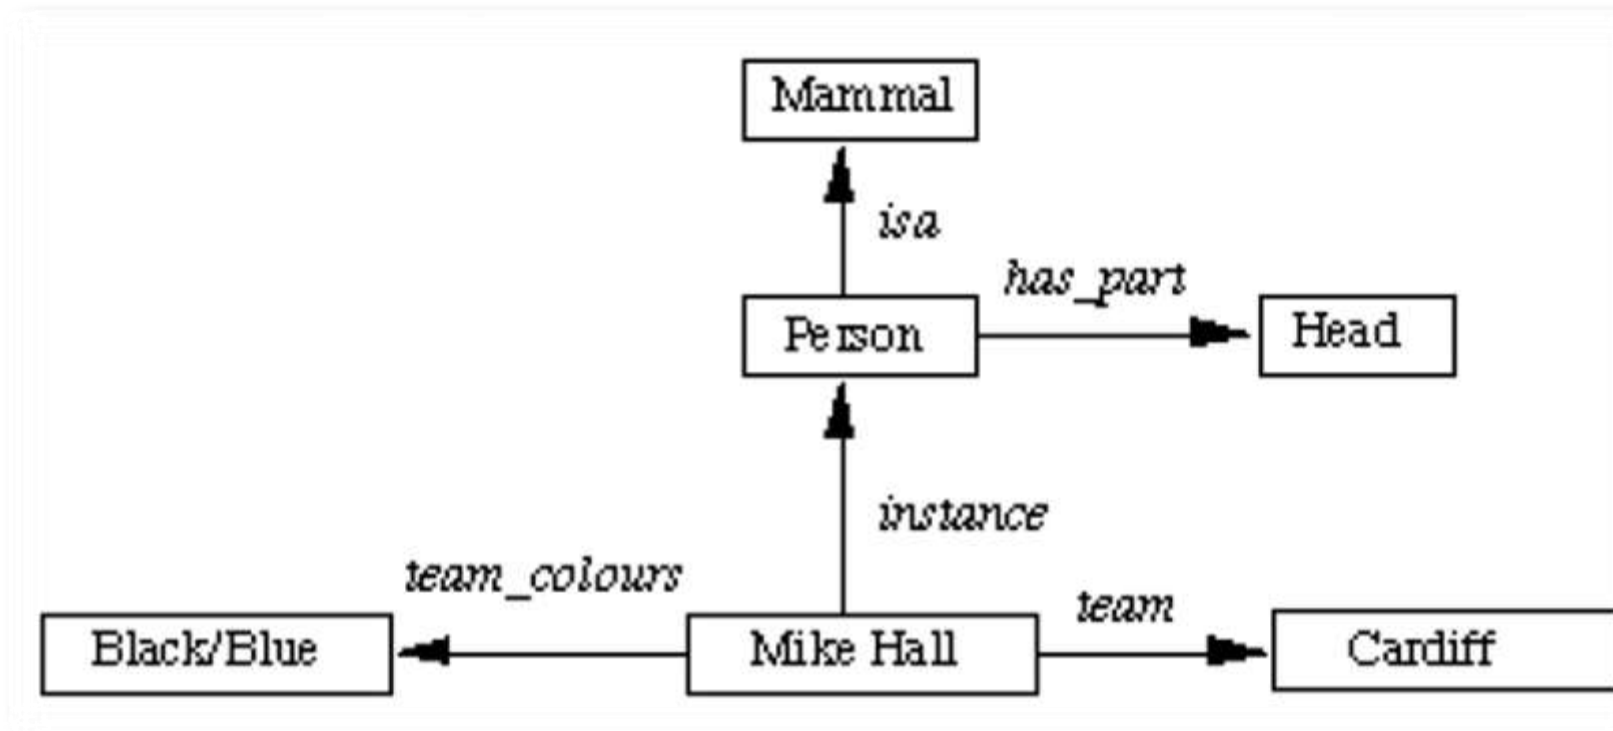 Mammal
isa
has_part
Person
Head
instance
team_colours
team
Black/Blue
Mike Hall
Cardiff